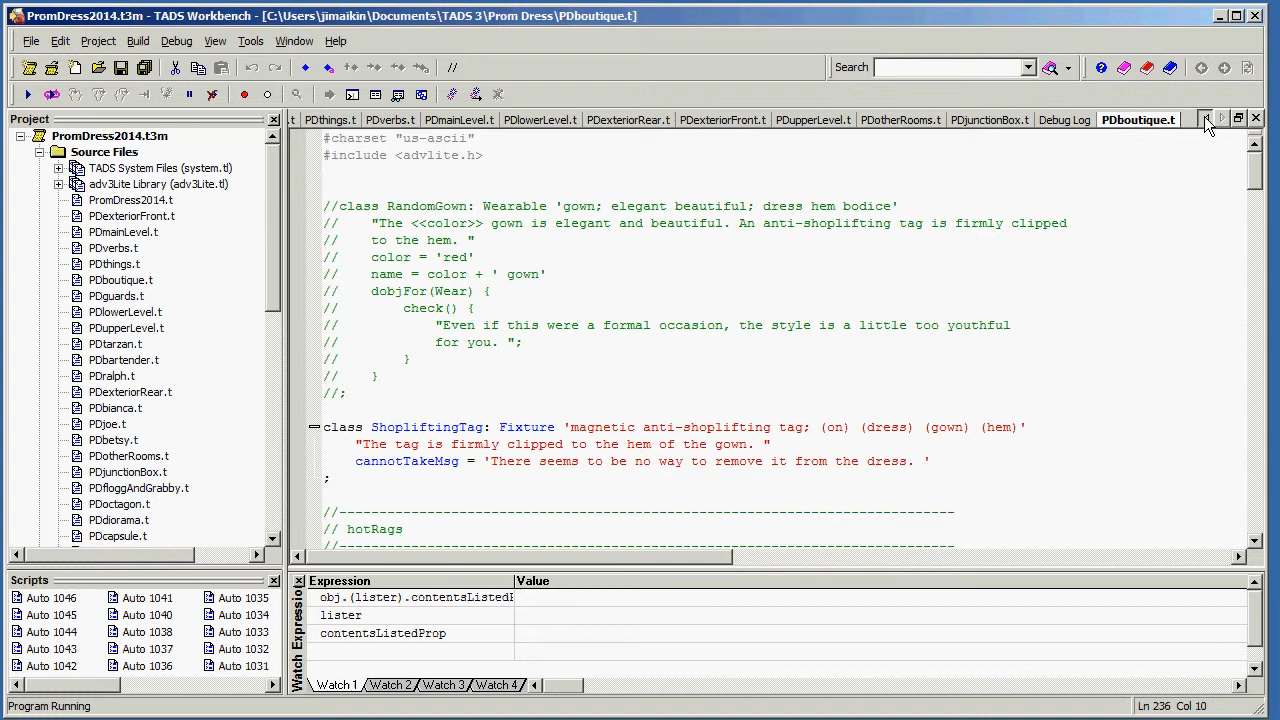 PromDress2014.t3m - TADS Workbench - [C:\Users\jimaikin\Documents\TADS 3\Prom Dress\PDboutique.t]
File Edit Project Build Debug View Tools Window Help
Search
Project
PromDress2014.t3m
Source Files
TADS System Files (system.tl)
adv3Lite Library (adv3Lite.tl)
PromDress2014.t
PDexteriorFront.t
PDmainLevel.t
PDverbs.t
PDthings.t
PDboutique.t
PDguards.t
PDlowerLevel.t
PDupperLevel.t
PDtarzan.t
PDbartender.t
PDralph.t
PDexteriorRear.t
PDbianca.t
PDjoe.t
PDbetsy.t
PDotherRooms.t
PDjunctionBox.t
PDfloggAndGrabby.t
PDoctagon.t
PDdiorama.t
PDcapsule.t
.t PDthings.t PDverbs.t PDmainLevel.t PDlowerLevel.t PDexteriorRear.t PDexteriorFront.t PDupperLevel.t PDotherRooms.t PDjunctionBox.t Debug Log PDboutique.t
#charset "us-ascii"
#include <advlite.h>
//class RandomGown: Wearable 'gown; elegant beautiful; dress hem bodice'
//    "The <<color>> gown is elegant and beautiful. An anti-shoplifting tag is firmly clipped
//    to the hem. "
//    color = 'red'
//    name = color + ' gown'
//    dobjFor(Wear) {
//        check() {
//            "Even if this were a formal occasion, the style is a little too youthful
//            for you. ";
//        }
//    }
//;
class ShopliftingTag: Fixture 'magnetic anti-shoplifting tag; (on) (dress) (gown) (hem)'
    "The tag is firmly clipped to the hem of the gown. "
    cannotTakeMsg = 'There seems to be no way to remove it from the dress. '
;
//------------------------------------------------------------------------------
// hotRags
//------------------------------------------------------------------------------
Scripts
Auto 1046 Auto 1041 Auto 1035
Auto 1045 Auto 1040 Auto 1034
Auto 1044 Auto 1038 Auto 1033
Auto 1043 Auto 1037 Auto 1032
Auto 1042 Auto 1036 Auto 1031
Watch Expressions
Expression Value
obj.(lister).contentsListedP
lister
contentsListedProp
Watch 1 Watch 2 Watch 3 Watch 4
Program Running
Ln 236 Col 10